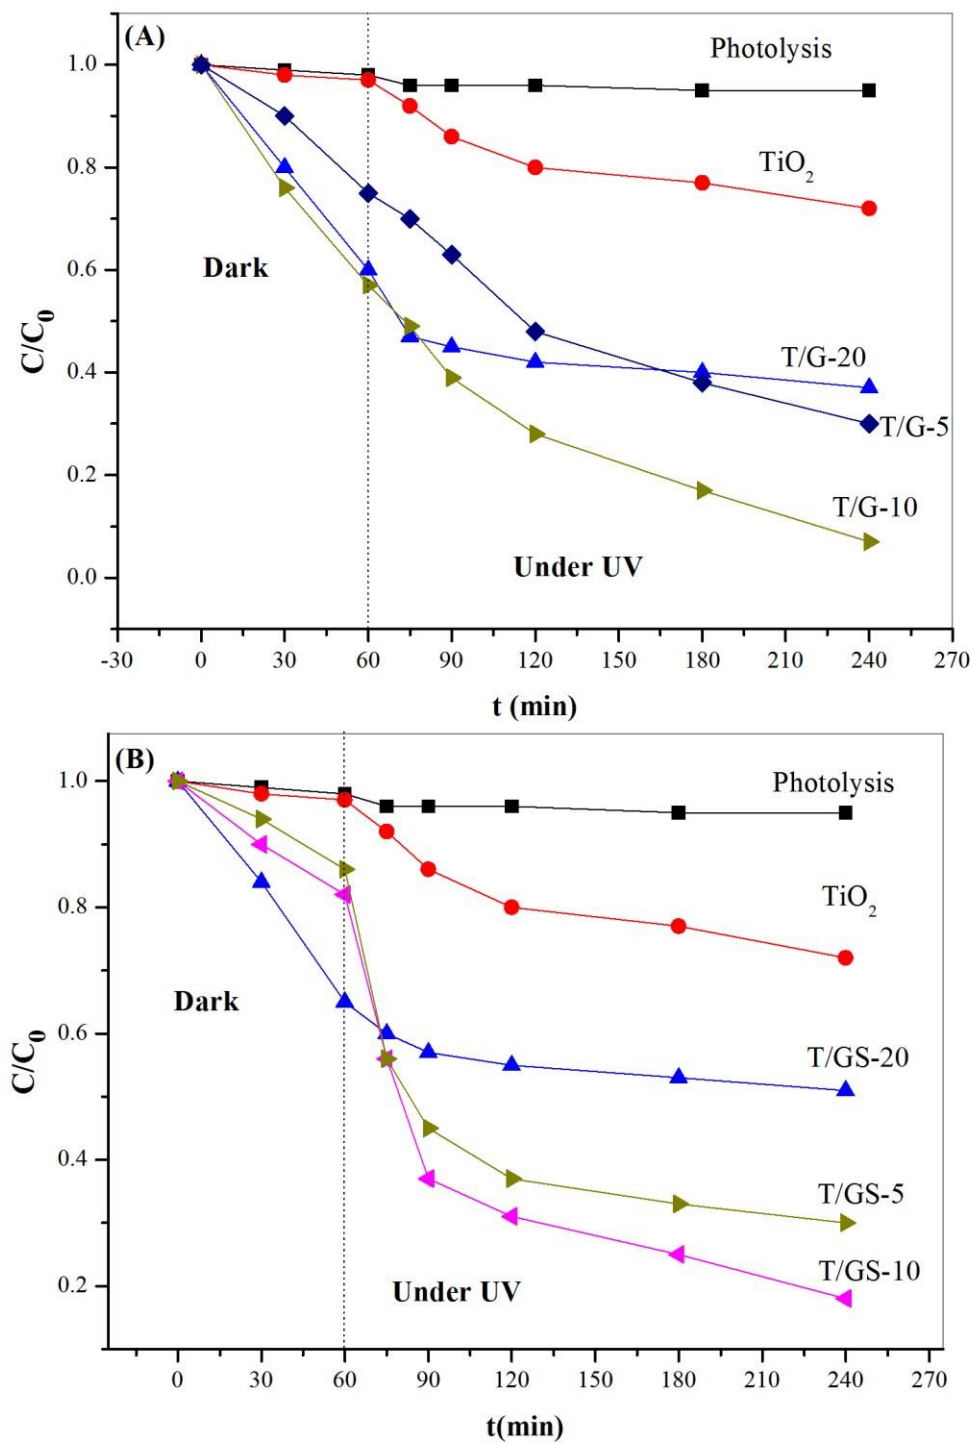 (A)
1.0
0.8
0.6
0.4
0.2
0.0
C/C0
Photolysis
TiO2
Dark
T/G-20
T/G-5
T/G-10
Under UV
-30 0 30 60 90 120 150 180 210 240 270
t (min)
(B)
1.0
0.8
0.6
0.4
0.2
C/C0
Photolysis
TiO2
Dark
T/GS-20
T/GS-5
T/GS-10
Under UV
0 30 60 90 120 150 180 210 240 270
t(min)